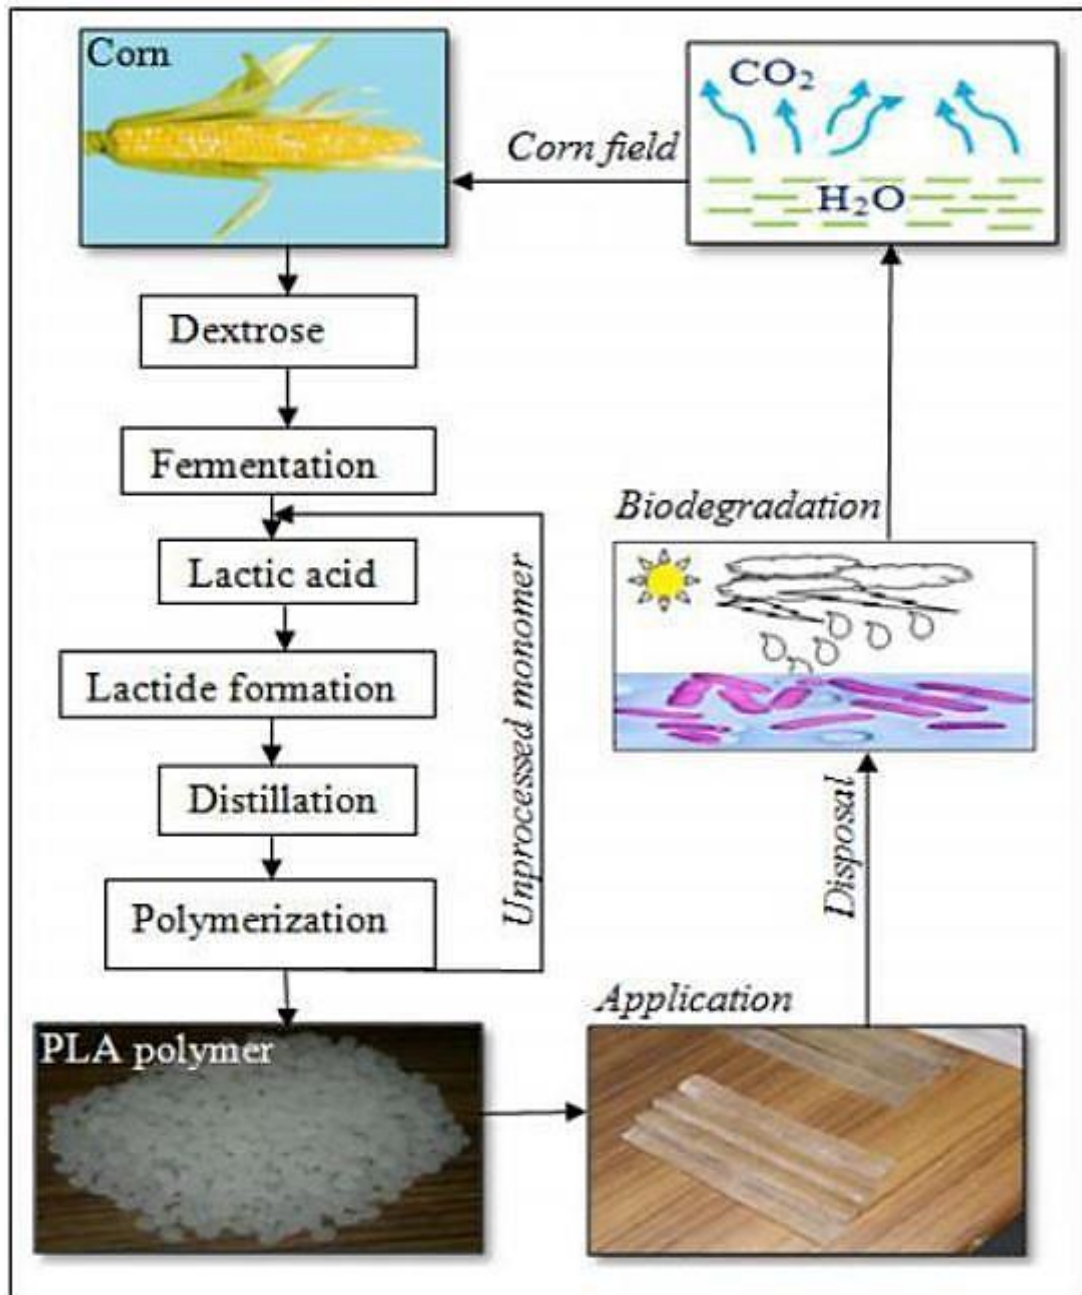 Corn
CO₂
H₂O
Corn field
Dextrose
Fermentation
Lactic acid
Lactide formation
Distillation
Polymerization
Unprocessed monomer
PLA polymer
Application
Disposal
Biodegradation